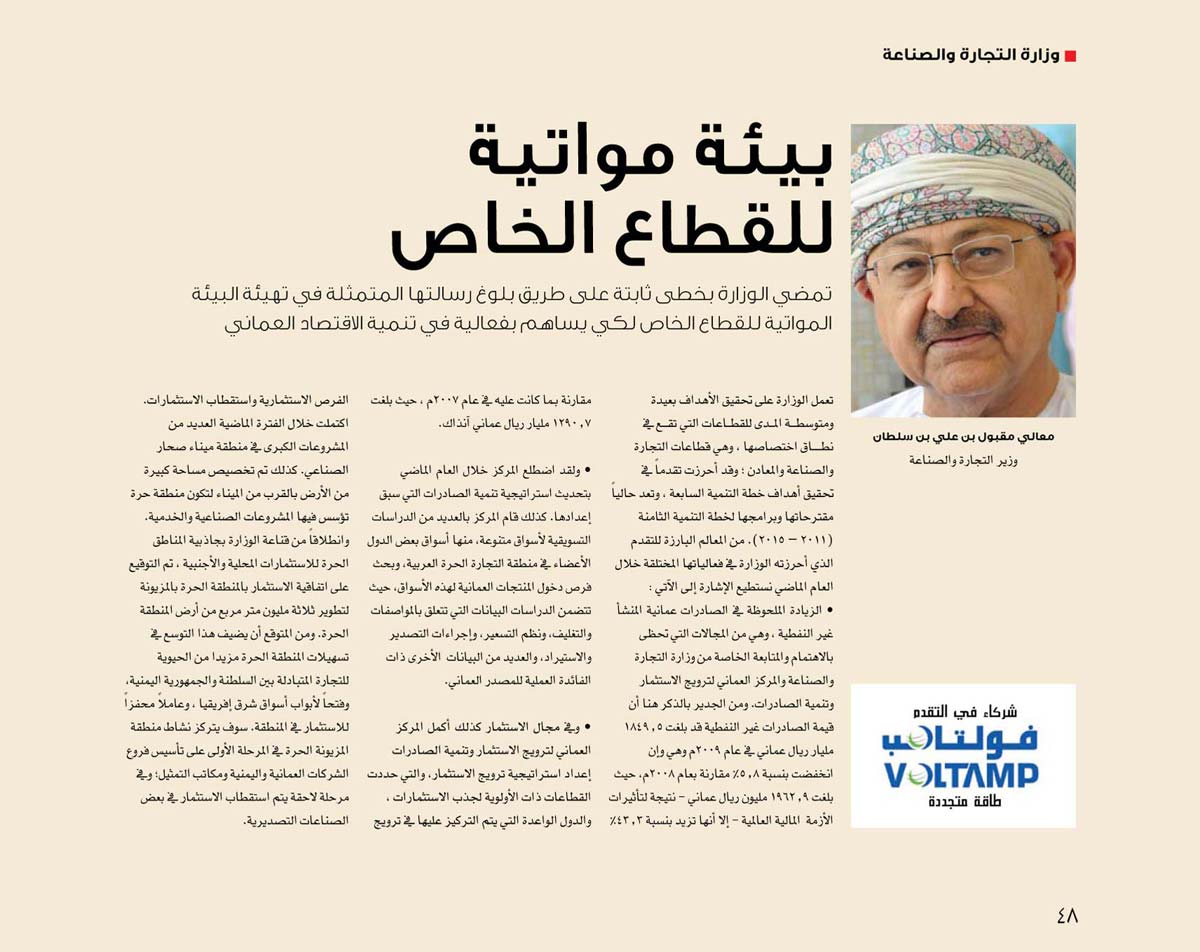 وزارة التجارة والصناعة
بيئة مواتية
للقطاع الخاص
تمضي الوزارة بخطى ثابتة على طريق بلوغ رسالتها المتمثلة في تهيئة البيئة
المواتية للقطاع الخاص لكي يساهم بفعالية في تنمية الاقتصاد العماني
معالي مقبول بن علي بن سلطان
وزير التجارة والصناعة
تعمل الوزارة على تحقيق الأهداف بعيدة
ومتوسطة المدى للقطاعات التي تقع في
نطاق اختصاصها ، وهي قطاعات التجارة
والصناعة والمعادن ؛ وقد أحرزت تقدماً في
تحقيق أهداف خطة التنمية السابعة ، وتعد حالياً
مقترحاتها وبرامجها لخطة التنمية الثامنة
(٢٠١١ – ٢٠١٥). من المعالم البارزة للتقدم
الذي أحرزته الوزارة في فعالياتها المختلقة خلال
العام الماضي نستطيع الإشارة إلى الآتي :
• الزيادة الملحوظة في الصادرات عمانية المنشأ
غير النفطية ، وهي من المجالات التي تحظى
بالاهتمام والمتابعة الخاصة من وزارة التجارة
والصناعة والمركز العماني لترويج الاستثمار
وتنمية الصادرات. ومن الجدير بالذكر هنا أن
قيمة الصادرات غير النفطية قد بلغت ١٨٤٩,٥
مليار ريال عماني في عام ٢٠٠٩م وهي وإن
انخفضت بنسبة ٥,٨٪ مقارنة بعام ٢٠٠٨م، حيث
بلغت ١٩٦٢,٩ مليون ريال عماني – نتيجة لتأثيرات
الأزمة المالية العالمية – إلا أنها تزيد بنسبة ٤٣,٣٪
مقارنة بما كانت عليه في عام ٢٠٠٧م ، حيث بلغت
١٢٩٠,٧ مليار ريال عماني آنذاك.
• ولقد اضطلع المركز خلال العام الماضي
بتحديث استراتيجية تنمية الصادرات التي سبق
إعدادها. كذلك قام المركز بالعديد من الدراسات
التسويقية لأسواق متنوعة، منها أسواق بعض الدول
الأعضاء في منطقة التجارة الحرة العربية، وبحث
فرص دخول المنتجات العمانية لهذه الأسواق، حيث
تتضمن الدراسات البيانات التي تتعلق بالمواصفات
والتغليف، ونظم التسعير، وإجراءات التصدير
والاستيراد، والعديد من البيانات الأخرى ذات
الفائدة العملية للمصدر العماني.
• وفي مجال الاستثمار كذلك أكمل المركز
العماني لترويج الاستثمار وتنمية الصادرات
إعداد استراتيجية ترويج الاستثمار، والتي حددت
القطاعات ذات الأولوية لجذب الاستثمارات ،
والدول الواعدة التي يتم التركيز عليها في ترويج
الفرص الاستثمارية واستقطاب الاستثمارات.
اكتملت خلال الفترة الماضية العديد من
المشروعات الكبرى في منطقة ميناء صحار
الصناعي. كذلك تم تخصيص مساحة كبيرة
من الأرض بالقرب من الميناء لتكون منطقة حرة
تؤسس فيها المشروعات الصناعية والخدمية.
وانطلاقاً من قناعة الوزارة بجاذبية المناطق
الحرة للاستثمارات المحلية والأجنبية ، تم التوقيع
على اتفاقية الاستثمار بالمنطقة الحرة بالمزيونة
لتطوير ثلاثة مليون متر مربع من أرض المنطقة
الحرة. ومن المتوقع أن يضيف هذا التوسع في
تسهيلات المنطقة الحرة مزيدا من الحيوية
للتجارة المتبادلة بين السلطنة والجمهورية اليمنية،
وفتحاً لأبواب أسواق شرق إفريقيا ، وعاملاً محفزاً
للاستثمار في المنطقة. سوف يتركز نشاط منطقة
المزيونة الحرة في المرحلة الأولى على تأسيس فروع
الشركات العمانية واليمنية ومكاتب التمثيل؛ وفي
مرحلة لاحقة يتم استقطاب الاستثمار في بعض
الصناعات التصديرية.
شركاء في التقدم
فولتامب
VOLTAMP
طاقة متجددة
٤٨